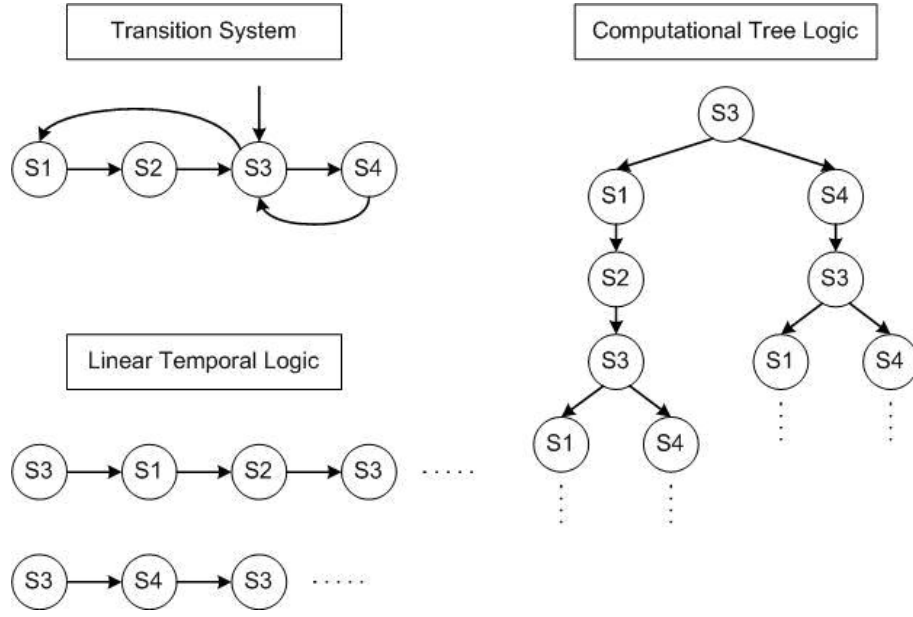 Transition System
S1 S2 S3 S4
Linear Temporal Logic
S3 S1 S2 S3
S3 S4 S3
Computational Tree Logic
S3
S1 S4
S2 S3
S3 S1 S4
S1 S4